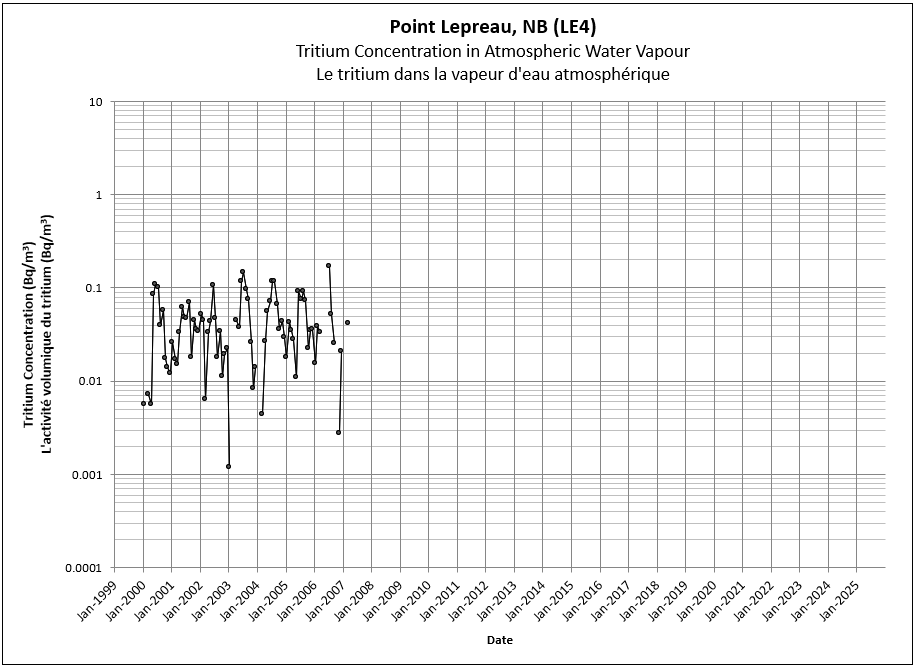 Point Lepreau, NB (LE4)
Tritium Concentration in Atmospheric Water Vapour
Le tritium dans la vapeur d'eau atmosphérique
Tritium Concentration (Bq/m³)
L'activité volumique du tritium (Bq/m³)
10
1
0.1
0.01
0.001
0.0001
Jan-1999
Jan-2000
Jan-2001
Jan-2002
Jan-2003
Jan-2004
Jan-2005
Jan-2006
Jan-2007
Jan-2008
Jan-2009
Jan-2010
Jan-2011
Jan-2012
Jan-2013
Jan-2014
Jan-2015
Jan-2016
Jan-2017
Jan-2018
Jan-2019
Jan-2020
Jan-2021
Jan-2022
Jan-2023
Jan-2024
Jan-2025
Date